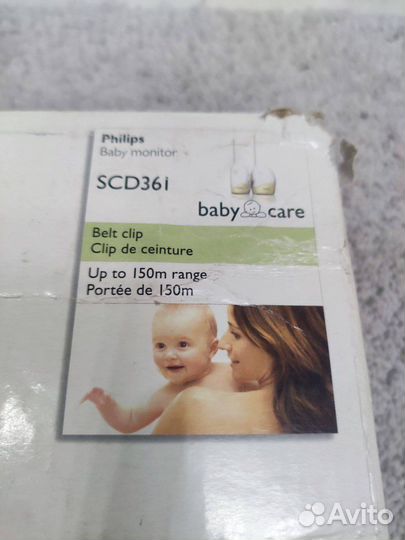 Philips
Baby monitor
SCD361
baby care
Belt clip
Clip de ceinture
Up to 150m range
Portée de 150m
Avito